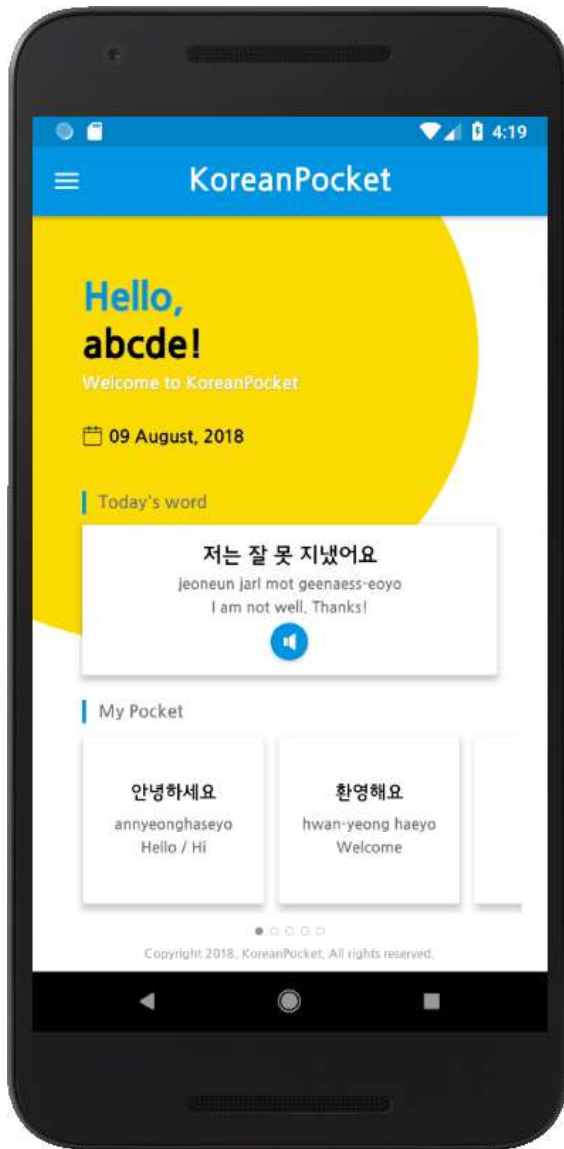 4:19
KoreanPocket
Hello,
abcde!
Welcome to KoreanPocket
09 August, 2018
Today's word
저는 잘 못 지냈어요
jeoneun jarl mot geenaess-eoyo
I am not well. Thanks!
My Pocket
안녕하세요
annyeonghaseyo
Hello / Hi
환영해요
hwan-yeong haeyo
Welcome
Copyright 2018. KoreanPocket. All rights reserved.